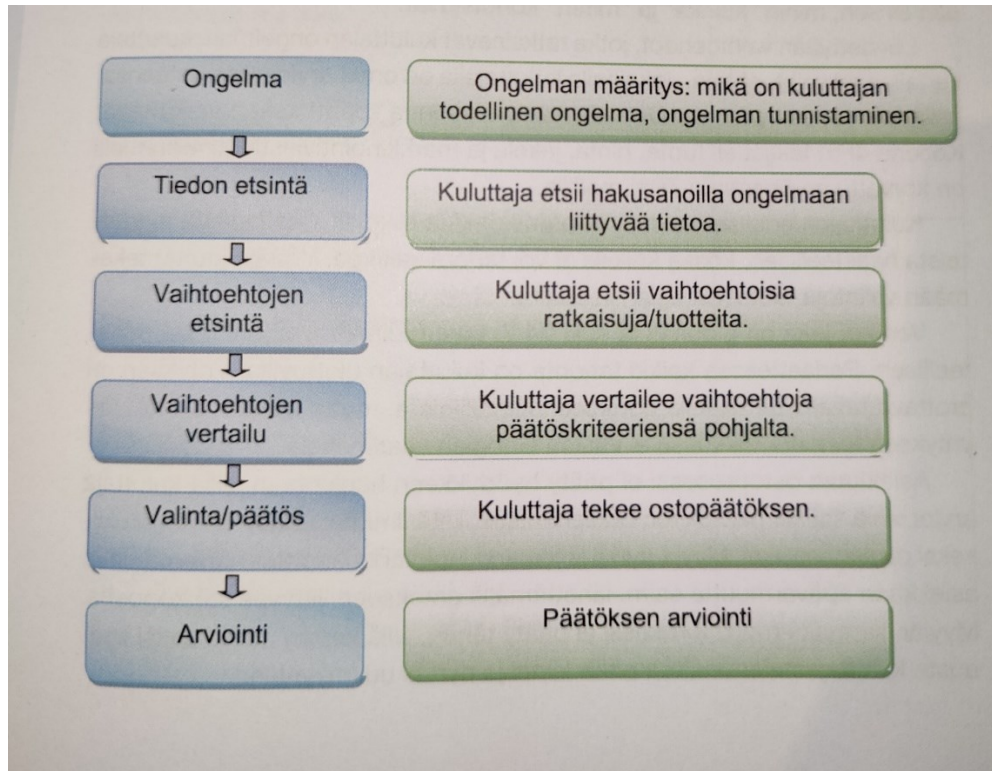 Ongelma
Ongelman määritys: mikä on kuluttajan
todellinen ongelma, ongelman tunnistaminen.
Tiedon etsintä
Kuluttaja etsii hakusanoilla ongelmaan
liittyvää tietoa.
Vaihtoehtojen
etsintä
Kuluttaja etsii vaihtoehtoisia
ratkaisuja/tuotteita.
Vaihtoehtojen
vertailu
Kuluttaja vertailee vaihtoehtoja
päätöskriteeriensä pohjalta.
Valinta/päätös
Kuluttaja tekee ostopäätöksen.
Arviointi
Päätöksen arviointi